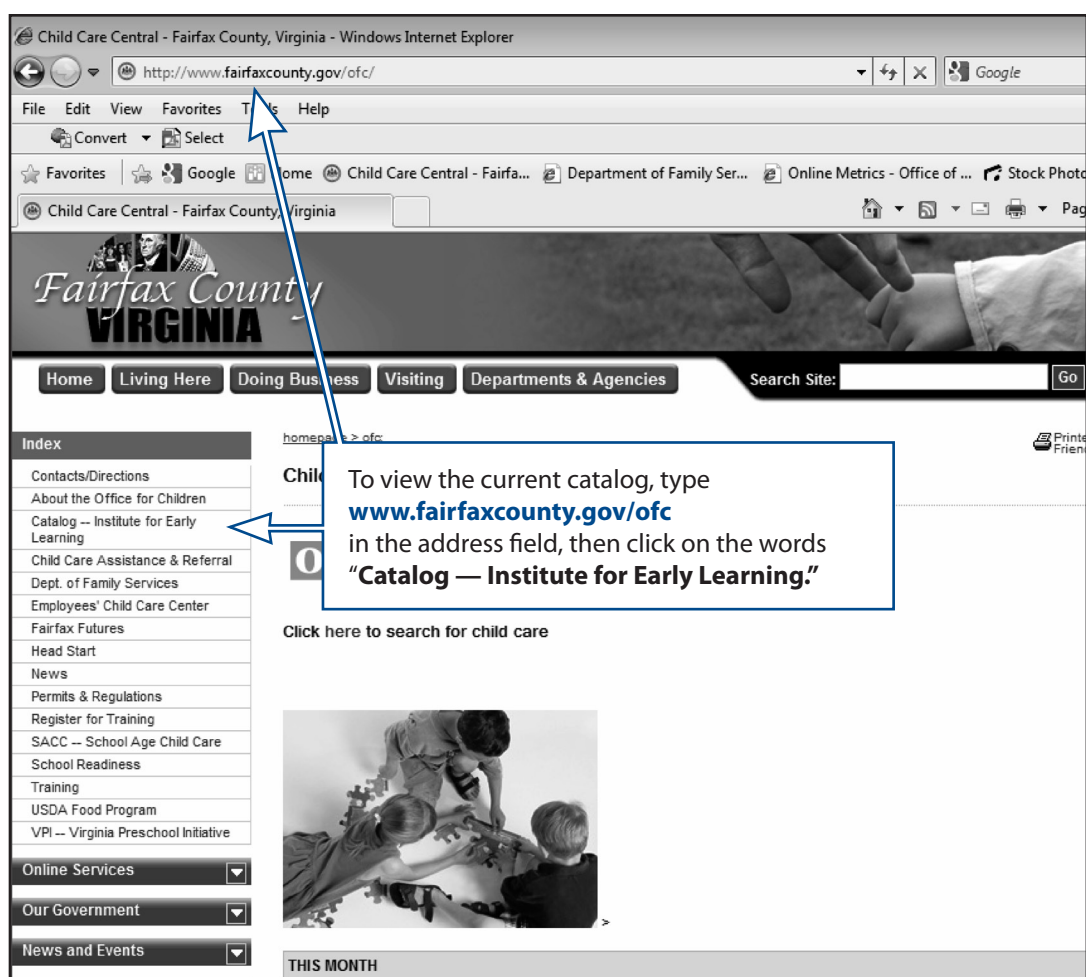 Child Care Central - Fairfax County, Virginia - Windows Internet Explorer
http://www.fairfaxcounty.gov/ofc/
Google
File Edit View Favorites Tools Help
Convert Select
Favorites Google Home Child Care Central - Fairfa... Department of Family Ser... Online Metrics - Office of ... Stock Photo
Child Care Central - Fairfax County, Virginia
Pag
Fairfax County
VIRGINIA
Home Living Here Doing Business Visiting Departments & Agencies Search Site: Go
Index
Contacts/Directions
About the Office for Children
Catalog -- Institute for Early
Learning
Child Care Assistance & Referral
Dept. of Family Services
Employees' Child Care Center
Fairfax Futures
Head Start
News
Permits & Regulations
Register for Training
SACC -- School Age Child Care
School Readiness
Training
USDA Food Program
VPI -- Virginia Preschool Initiative
Online Services
Our Government
News and Events
homepage > ofc
Printe
Frien
Chil
To view the current catalog, type
www.fairfaxcounty.gov/ofc
in the address field, then click on the words
“Catalog — Institute for Early Learning.”
O
Click here to search for child care
>
THIS MONTH